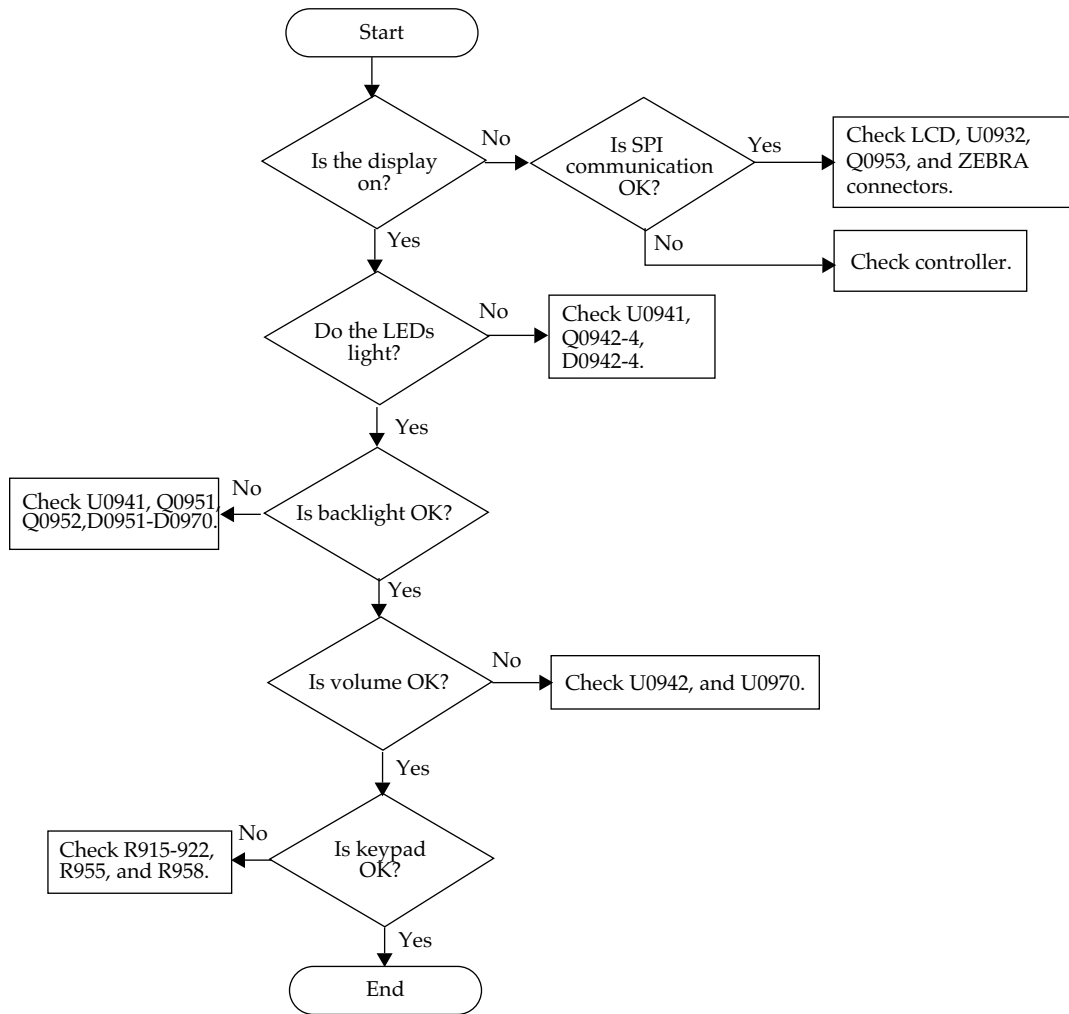 Start
Is the display
on?
No
Is SPI
communication
OK?
Yes
Check LCD, U0932,
Q0953, and ZEBRA
connectors.
No
Check controller.
Yes
Do the LEDs
light?
No
Check U0941,
Q0942-4,
D0942-4.
Yes
Is backlight OK?
No
Check U0941, Q0951,
Q0952,D0951-D0970.
Yes
Is volume OK?
No
Check U0942, and U0970.
Yes
Is keypad
OK?
No
Check R915-922,
R955, and R958.
Yes
End